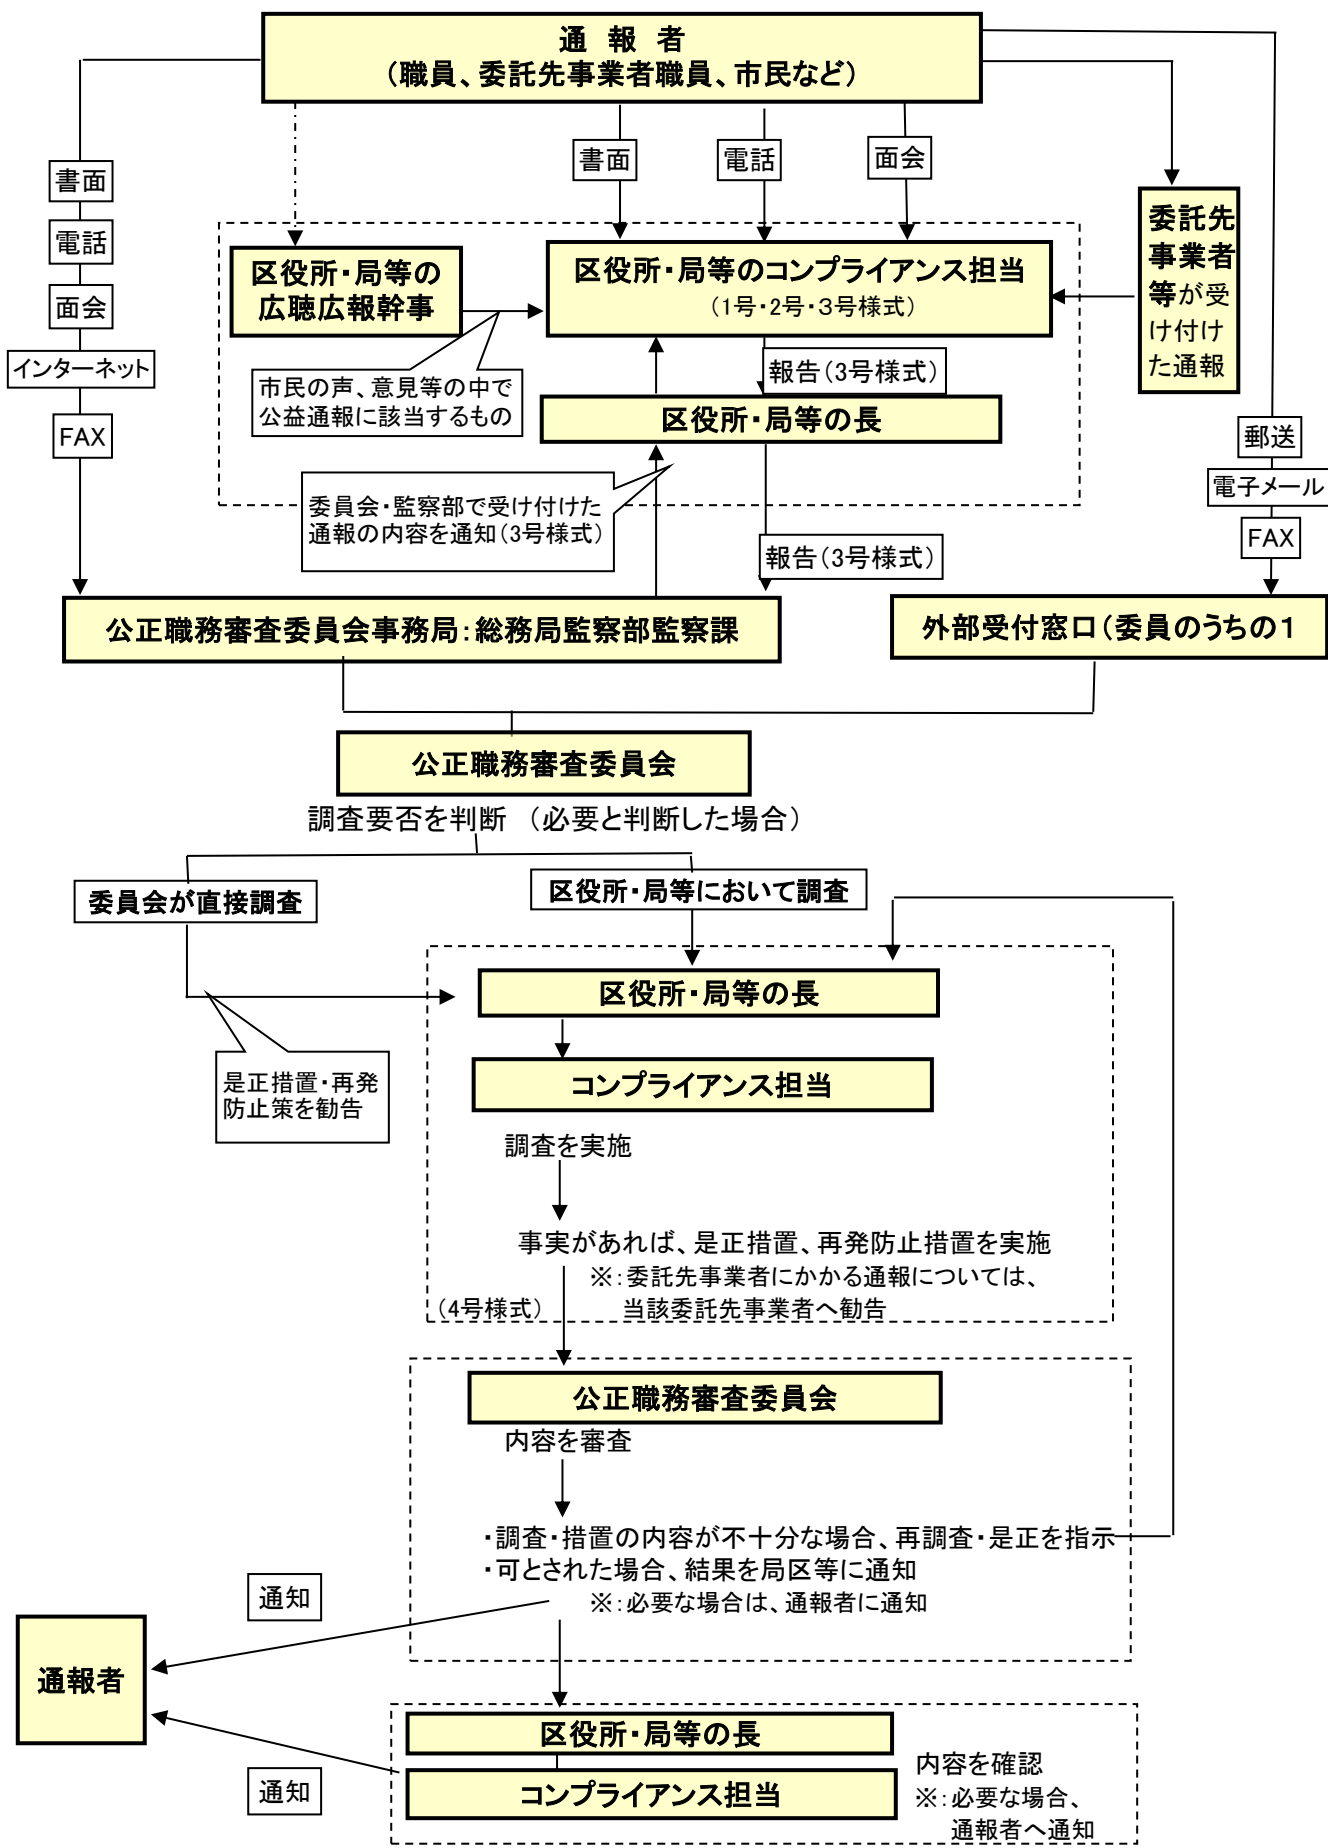 通　報　者
（職員、委託先事業者職員、市民など）
書面
電話
面会
インターネット
FAX
書面
電話
面会
委託先
事業者
等が受
け付け
た通報
区役所・局等の
広聴広報幹事
区役所・局等のコンプライアンス担当
（1号・2号・3号様式）
市民の声、意見等の中で
公益通報に該当するもの
報告（3号様式）
区役所・局等の長
委員会・監察部で受け付けた
通報の内容を通知（3号様式）
報告（3号様式）
郵送
電子メール
FAX
公正職務審査委員会事務局：総務局監察部監察課
外部受付窓口（委員のうちの1
公正職務審査委員会
調査要否を判断　（必要と判断した場合）
委員会が直接調査
区役所・局等において調査
区役所・局等の長
是正措置・再発
防止策を勧告
コンプライアンス担当
調査を実施
事実があれば、是正措置、再発防止措置を実施
※：委託先事業者にかかる通報については、
（4号様式）　当該委託先事業者へ勧告
公正職務審査委員会
内容を審査
・調査・措置の内容が不十分な場合、再調査・是正を指示
・可とされた場合、結果を局区等に通知
※：必要な場合は、通報者に通知
通知
通報者
通知
区役所・局等の長
コンプライアンス担当
内容を確認
※：必要な場合、
通報者へ通知